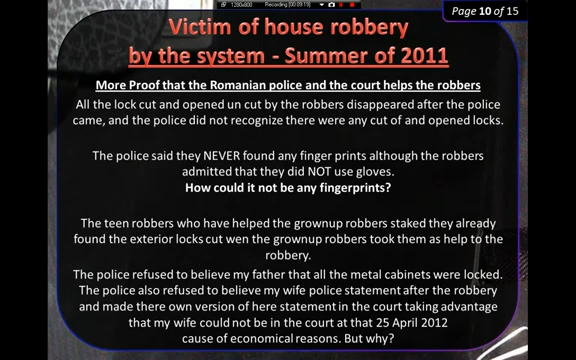 1280x800
Recording [00:09:19]
Page 10 of 15
Victim of house robbery
by the system - Summer of 2011
More Proof that the Romanian police and the court helps the robbers
All the lock cut and opened un cut by the robbers disappeared after the police
came, and the police did not recognize there were any cut of and opened locks.
The police said they NEVER found any finger prints although the robbers
admitted that they did NOT use gloves.
How could it not be any fingerprints?
The teen robbers who have helped the grownup robbers staked they already
found the exterior locks cut wen the grownup robbers took them as help to the
robbery.
The police refused to believe my father that all the metal cabinets were locked.
The police also refused to believe my wife police statement after the robbery
and made there own version of here statement in the court taking advantage
that my wife could not be in the court at that 25 April 2012
cause of economical reasons. But why?